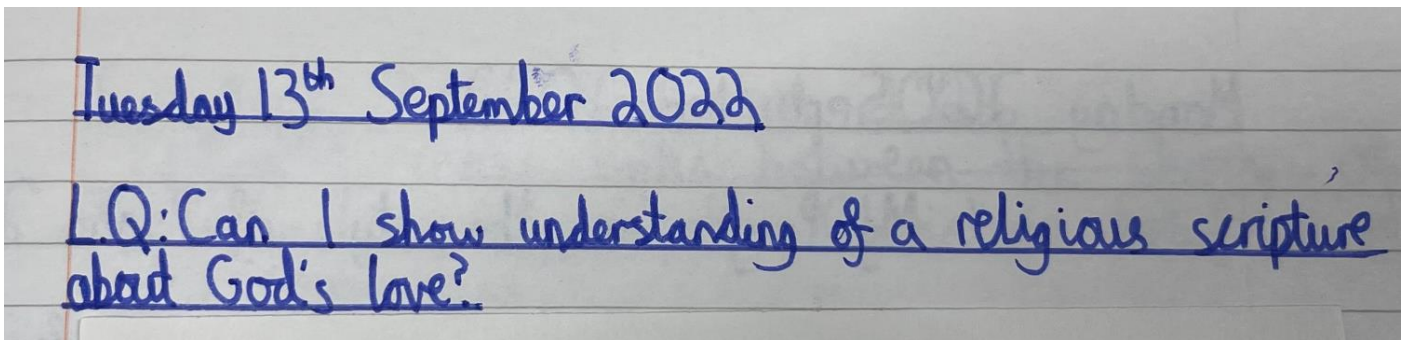 Tuesday 13th September 2022
L.Q: Can I show understanding of a religious scripture
about God's love?